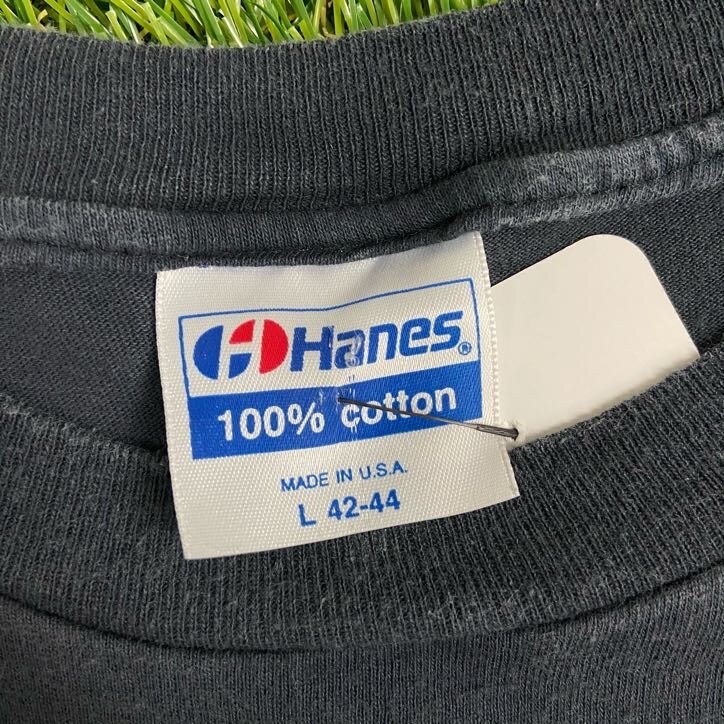 Hanes®
100% cotton
MADE IN U.S.A.
L 42-44